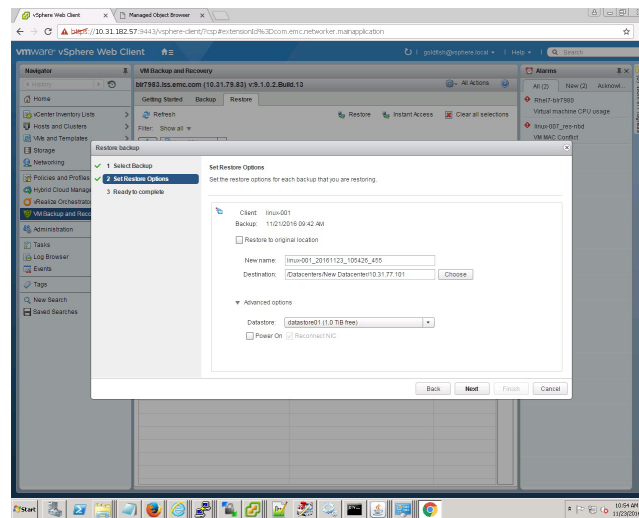 vSphere Web Client
Managed Object Browser
https://10.31.182.57:9443/vsphere-client/?csp#extensionId%3Dcom.emc.networker.mainapplication
vmware® vSphere Web Client
goldfish@vsphere.local
Help
Search
Navigator
History
Home
vCenter Inventory Lists
Hosts and Clusters
VMs and Templates
Storage
Networking
Policies and Profiles
Hybrid Cloud Manage
vRealize Orchestrato
VM Backup and Reco
Administration
Tasks
Log Browser
Events
Tags
New Search
Saved Searches
VM Backup and Recovery
blr7983.lss.emc.com (10.31.79.83) v:9.1.0.2.Build.13
All Actions
Getting Started
Backup
Restore
Refresh
Restore
Instant Access
Clear all selections
Filter: Show all
Alarms
All (2)
New (2)
Acknowl...
Rhel7-blr7980
Virtual machine CPU usage
linux-007_res-nbd
VM MAC Conflict
Restore backup
1 Select Backup
2 Set Restore Options
3 Ready to complete
Set Restore Options
Set the restore options for each backup that you are restoring.
Client: linux-001
Backup: 11/21/2016 09:42 AM
Restore to original location
New name: linux-001_20161123_105426_455
Destination: /Datacenters/New Datacenter/10.31.77.101
Choose
Advanced options
Datastore: datastore01 (1.0 TiB free)
Power On
Reconnect NIC
Back
Next
Finish
Cancel
Start
10:54 AM
11/23/2016